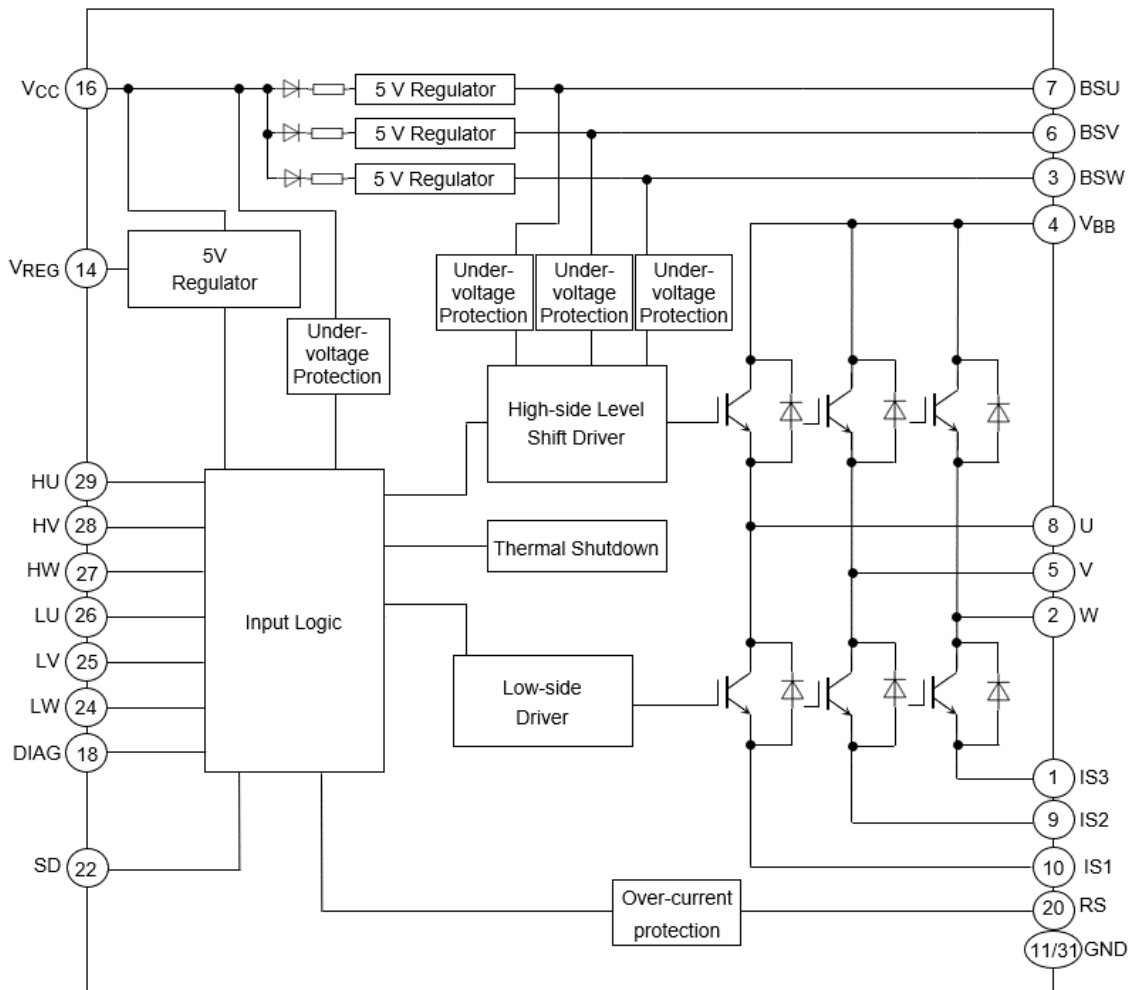 VCC 16
5 V Regulator
7 BSU
5 V Regulator
6 BSV
5 V Regulator
3 BSW
4 VBB
VREG 14
5V
Regulator
Under-
voltage
Protection
Under-
voltage
Protection
Under-
voltage
Protection
Under-
voltage
Protection
High-side Level
Shift Driver
HU 29
HV 28
HW 27
LU 26
LV 25
LW 24
DIAG 18
SD 22
Input Logic
Thermal Shutdown
Low-side
Driver
8 U
5 V
2 W
1 IS3
9 IS2
10 IS1
Over-current
protection
20 RS
11/31 GND